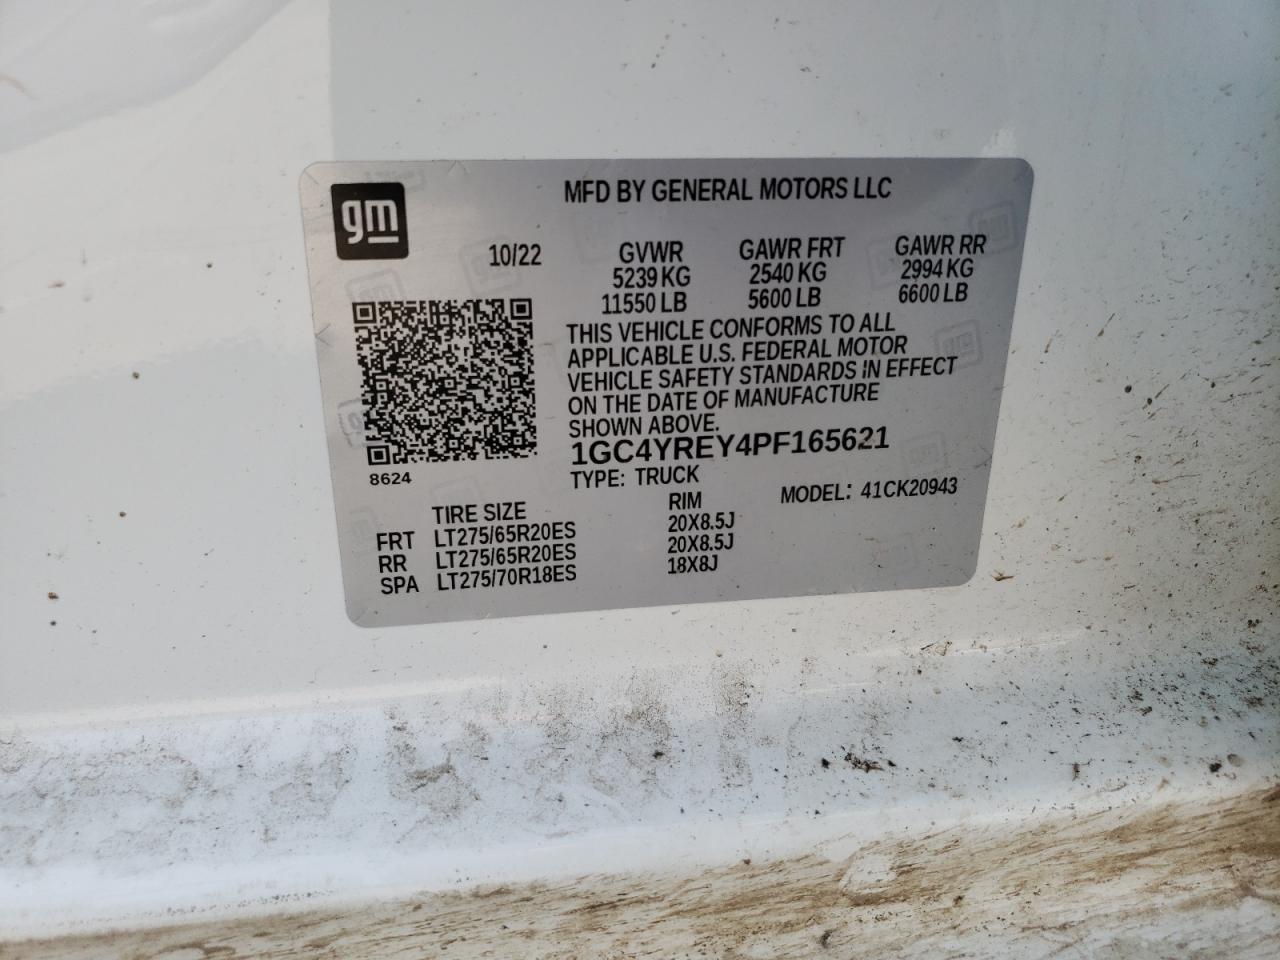 gm
MFD BY GENERAL MOTORS LLC
10/22 GVWR GAWR FRT GAWR RR
5239 KG 2540 KG 2994 KG
11550 LB 5600 LB 6600 LB
THIS VEHICLE CONFORMS TO ALL
APPLICABLE U.S. FEDERAL MOTOR
VEHICLE SAFETY STANDARDS IN EFFECT
ON THE DATE OF MANUFACTURE
SHOWN ABOVE.
1GC4YREY4PF165621
8624
TYPE: TRUCK MODEL: 41CK20943
TIRE SIZE RIM
FRT LT275/65R20ES 20X8.5J
RR LT275/65R20ES 20X8.5J
SPA LT275/70R18ES 18X8J